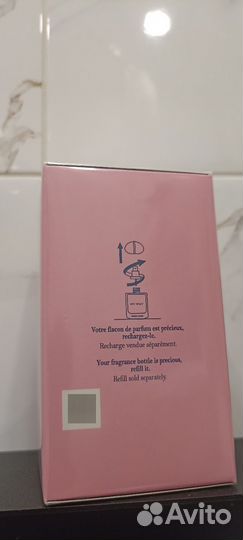 Votre flacon de parfum est précieux,
rechargez-le.
Recharge vendue séparément.
Your fragrance bottle is precious,
refill it.
Refill sold separately.
Avito